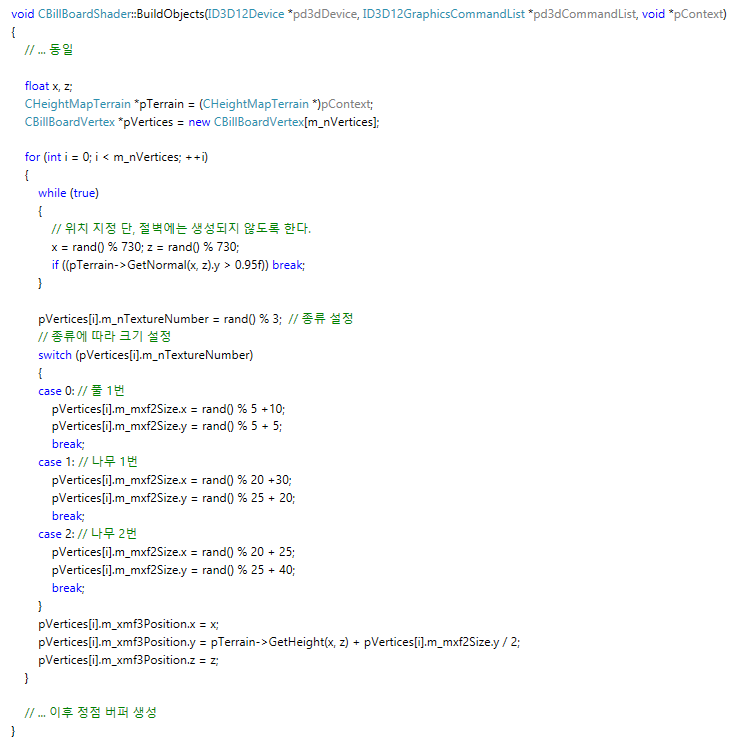 void CBillBoardShader::BuildObjects(ID3D12Device *pd3dDevice, ID3D12GraphicsCommandList *pd3dCommandList, void *pContext)
{
// ... 동일
float x, z;
CHeightMapTerrain *pTerrain = (CHeightMapTerrain *)pContext;
CBillBoardVertex *pVertices = new CBillBoardVertex[m_nVertices];
for (int i = 0; i < m_nVertices; ++i)
{
while (true)
{
// 위치 지정 단, 절벽에는 생성되지 않도록 한다.
x = rand() % 730; z = rand() % 730;
if ((pTerrain->GetNormal(x, z).y > 0.95f)) break;
}
pVertices[i].m_nTextureNumber = rand() % 3;  // 종류 설정
// 종류에 따라 크기 설정
switch (pVertices[i].m_nTextureNumber)
{
case 0: // 풀 1번
pVertices[i].m_mxf2Size.x = rand() % 5 +10;
pVertices[i].m_mxf2Size.y = rand() % 5 + 5;
break;
case 1: // 나무 1번
pVertices[i].m_mxf2Size.x = rand() % 20 +30;
pVertices[i].m_mxf2Size.y = rand() % 25 + 20;
break;
case 2: // 나무 2번
pVertices[i].m_mxf2Size.x = rand() % 20 + 25;
pVertices[i].m_mxf2Size.y = rand() % 25 + 40;
break;
}
pVertices[i].m_xmf3Position.x = x;
pVertices[i].m_xmf3Position.y = pTerrain->GetHeight(x, z) + pVertices[i].m_mxf2Size.y / 2;
pVertices[i].m_xmf3Position.z = z;
}
// ... 이후 정점 버퍼 생성
}